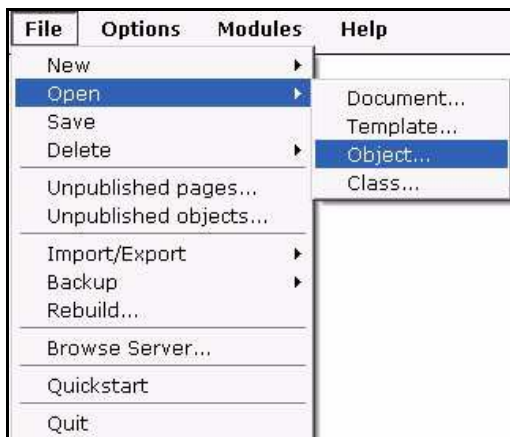 File Options Modules Help
New
Open
Save
Delete
Unpublished pages...
Unpublished objects...
Import/Export
Backup
Rebuild...
Browse Server...
Quickstart
Quit
Document...
Template...
Object...
Class...